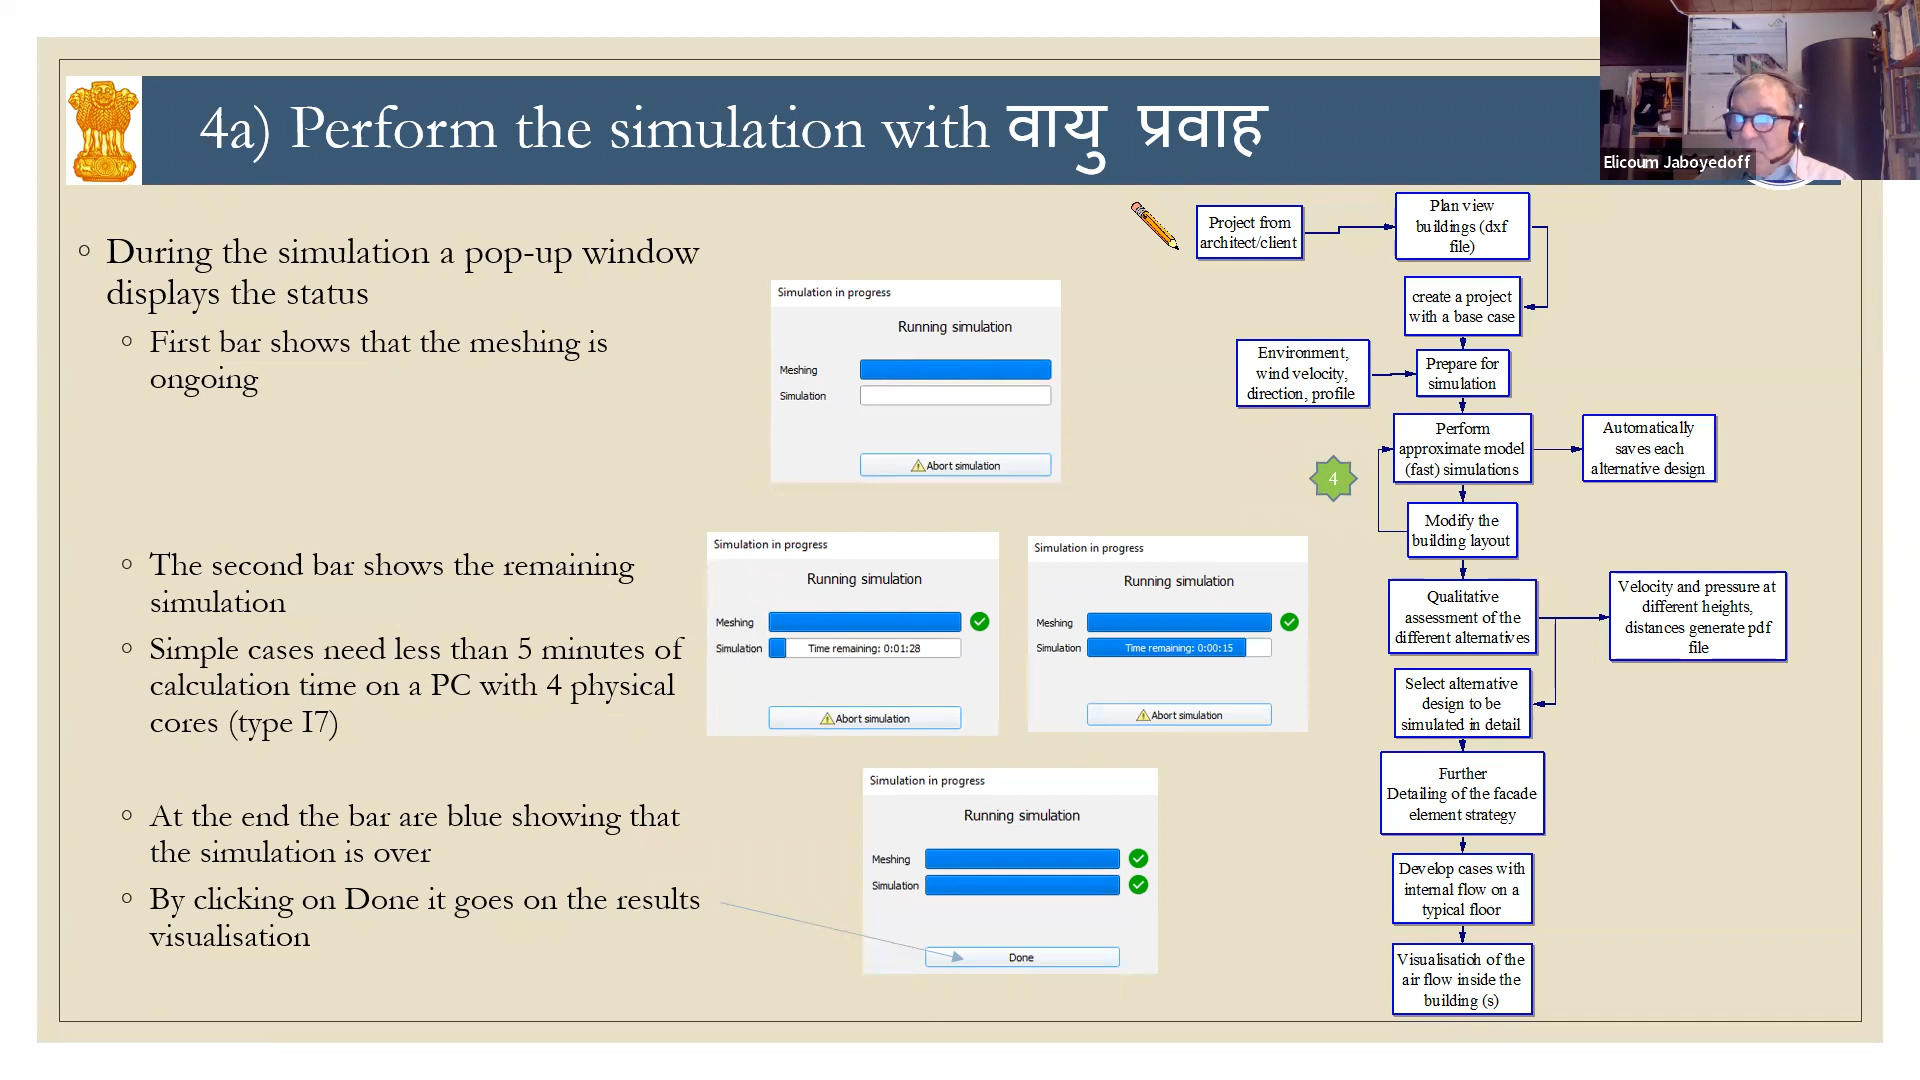 4a) Perform the simulation with वायु प्रवाह
Elicoum Jaboyedoff
◦ During the simulation a pop-up window
displays the status
◦ First bar shows that the meshing is
ongoing
◦ The second bar shows the remaining
simulation
◦ Simple cases need less than 5 minutes of
calculation time on a PC with 4 physical
cores (type I7)
◦ At the end the bar are blue showing that
the simulation is over
◦ By clicking on Done it goes on the results
visualisation
Simulation in progress
Running simulation
Meshing
Simulation
Abort simulation
Simulation in progress
Running simulation
Meshing
Simulation Time remaining: 0:01:28
Abort simulation
Simulation in progress
Running simulation
Meshing
Simulation Time remaining: 0:00:15
Abort simulation
Simulation in progress
Running simulation
Meshing
Simulation
Done
Project from
architect/client
Plan view
buildings (dxf
file)
create a project
with a base case
Environment,
wind velocity,
direction, profile
Prepare for
simulation
Perform
approximate model
(fast) simulations
Automatically
saves each
alternative design
4
Modify the
building layout
Qualitative
assessment of the
different alternatives
Velocity and pressure at
different heights,
distances generate pdf
file
Select alternative
design to be
simulated in detail
Further
Detailing of the facade
element strategy
Develop cases with
internal flow on a
typical floor
Visualisation of the
air flow inside the
building (s)